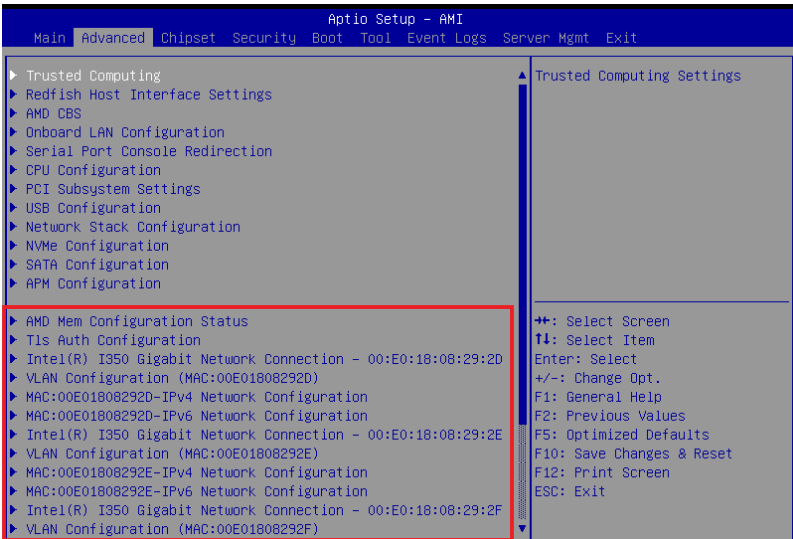 Aptio Setup – AMI
Main Advanced Chipset Security Boot Tool Event Logs Server Mgmt Exit
Trusted Computing
Redfish Host Interface Settings
AMD CBS
Onboard LAN Configuration
Serial Port Console Redirection
CPU Configuration
PCI Subsystem Settings
USB Configuration
Network Stack Configuration
NVMe Configuration
SATA Configuration
APM Configuration
AMD Mem Configuration Status
Tls Auth Configuration
Intel(R) I350 Gigabit Network Connection – 00:E0:18:08:29:2D
VLAN Configuration (MAC:00E01808292D)
MAC:00E01808292D-IPv4 Network Configuration
MAC:00E01808292D-IPv6 Network Configuration
Intel(R) I350 Gigabit Network Connection – 00:E0:18:08:29:2E
VLAN Configuration (MAC:00E01808292E)
MAC:00E01808292E-IPv4 Network Configuration
MAC:00E01808292E-IPv6 Network Configuration
Intel(R) I350 Gigabit Network Connection – 00:E0:18:08:29:2F
VLAN Configuration (MAC:00E01808292F)
Trusted Computing Settings
→←: Select Screen
↑↓: Select Item
Enter: Select
+/-: Change Opt.
F1: General Help
F2: Previous Values
F5: Optimized Defaults
F10: Save Changes & Reset
F12: Print Screen
ESC: Exit